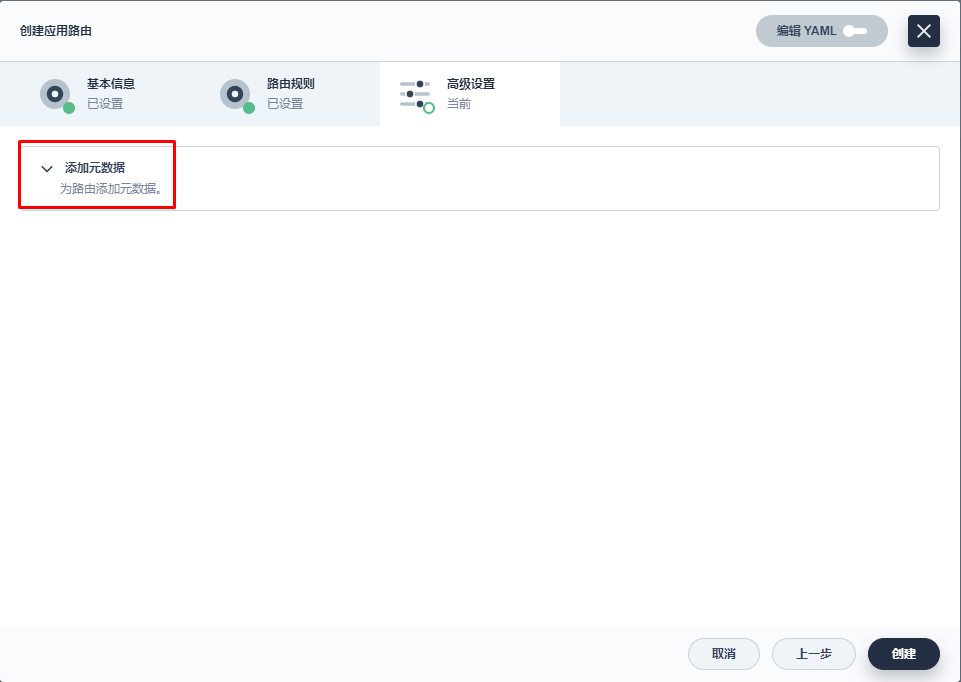 创建应用路由
编辑 YAML
基本信息
已设置
路由规则
已设置
高级设置
当前
添加元数据
为路由添加元数据。
取消
上一步
创建